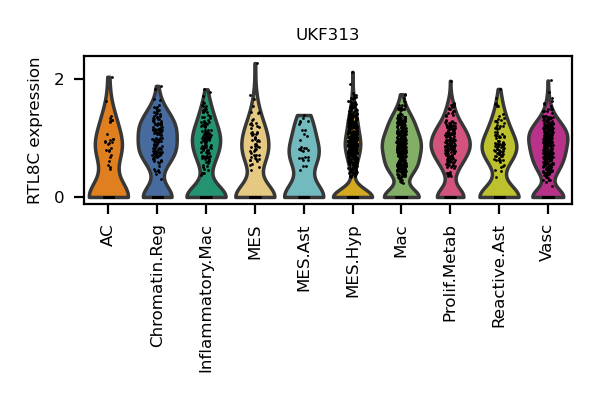 UKF313
RTL8C expression
2
0
AC
Chromatin.Reg
Inflammatory.Mac
MES
MES.Ast
MES.Hyp
Mac
Prolif.Metab
Reactive.Ast
Vasc